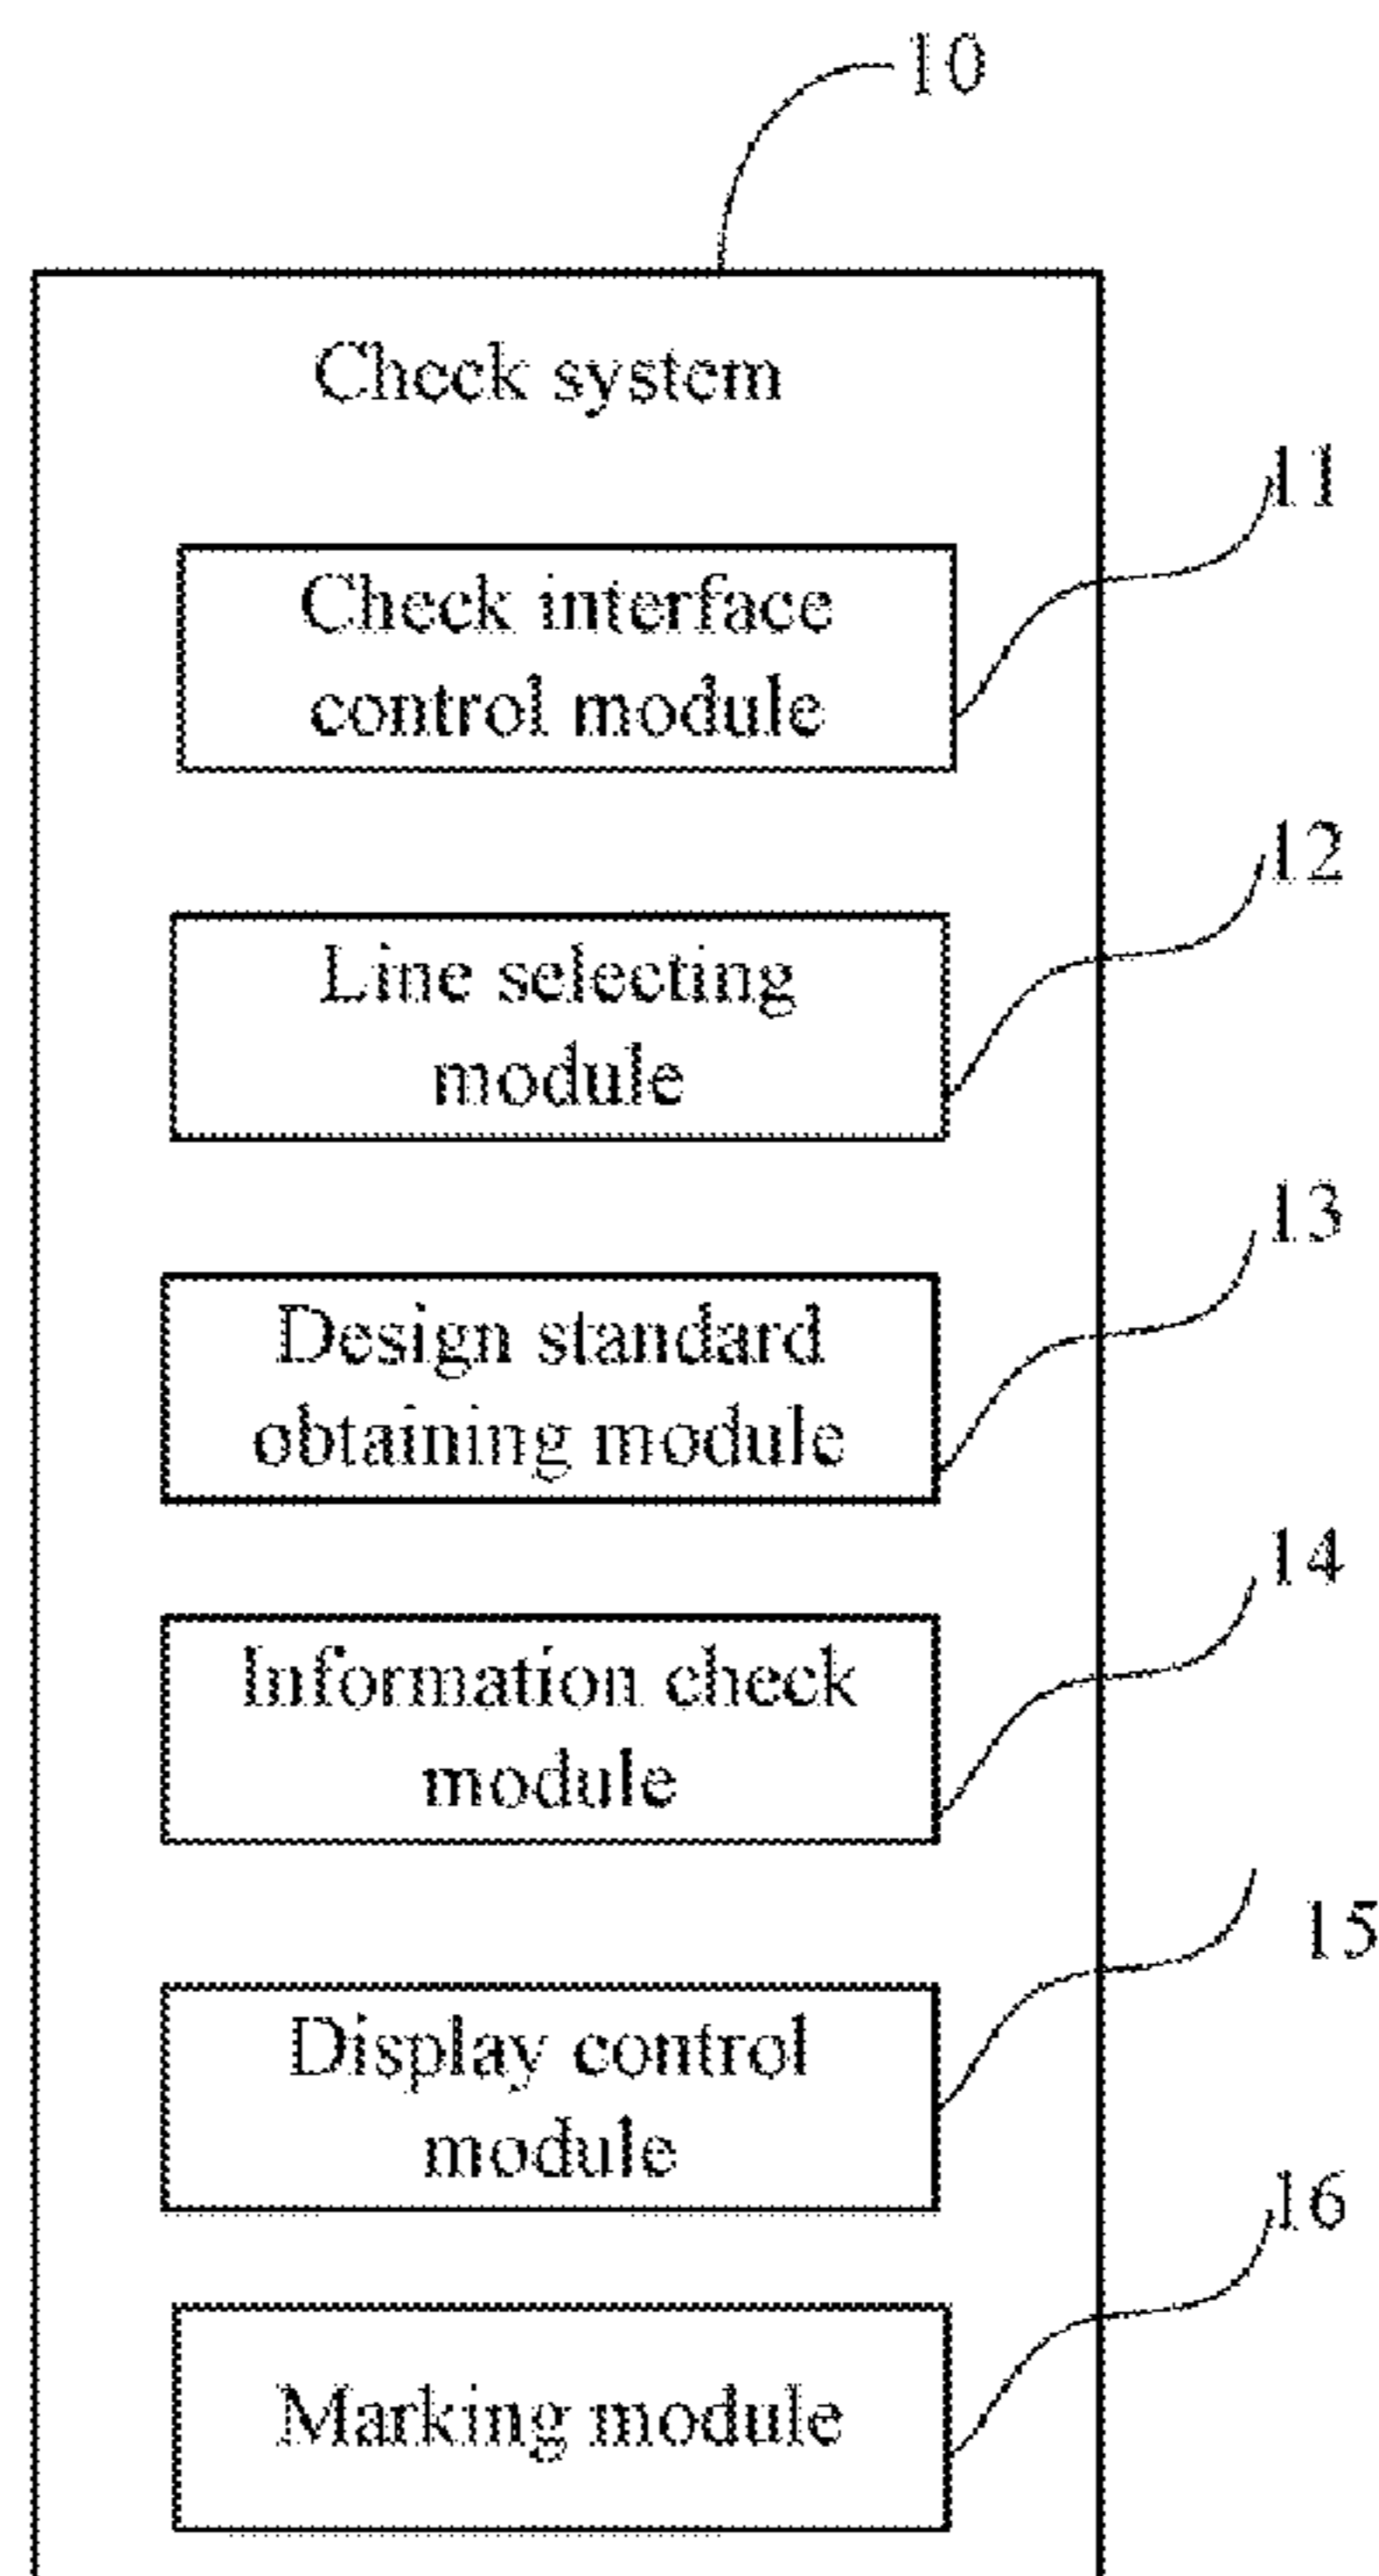 10
Check system
11
Check interface
control module
12
Line selecting
module
13
Design standard
obtaining module
14
Information check
module
15
Display control
module
16
Marking module